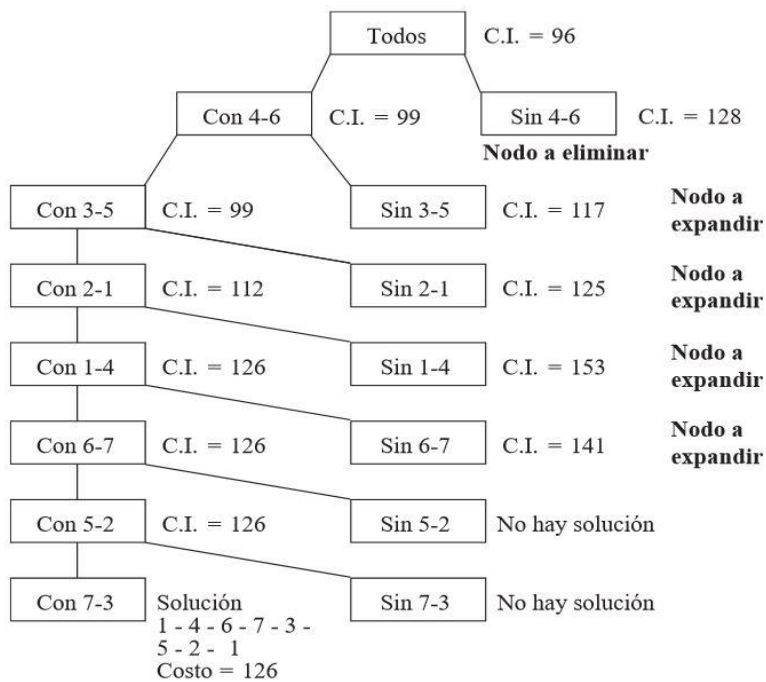 Todos C.I. = 96
Con 4-6 C.I. = 99 Sin 4-6 C.I. = 128
Nodo a eliminar
Con 3-5 C.I. = 99 Sin 3-5 C.I. = 117 Nodo a
expandir
Con 2-1 C.I. = 112 Sin 2-1 C.I. = 125 Nodo a
expandir
Con 1-4 C.I. = 126 Sin 1-4 C.I. = 153 Nodo a
expandir
Con 6-7 C.I. = 126 Sin 6-7 C.I. = 141 Nodo a
expandir
Con 5-2 C.I. = 126 Sin 5-2 No hay solución
Con 7-3 Solución Sin 7-3 No hay solución
1 - 4 - 6 - 7 - 3 -
5 - 2 - 1
Costo = 126